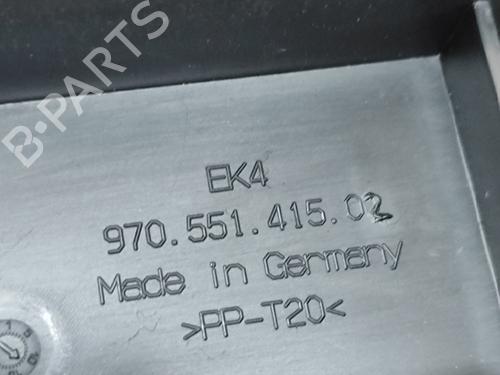 B-PARTS
EK4
970.551.415.02
Made in Germany
>PP-T20<